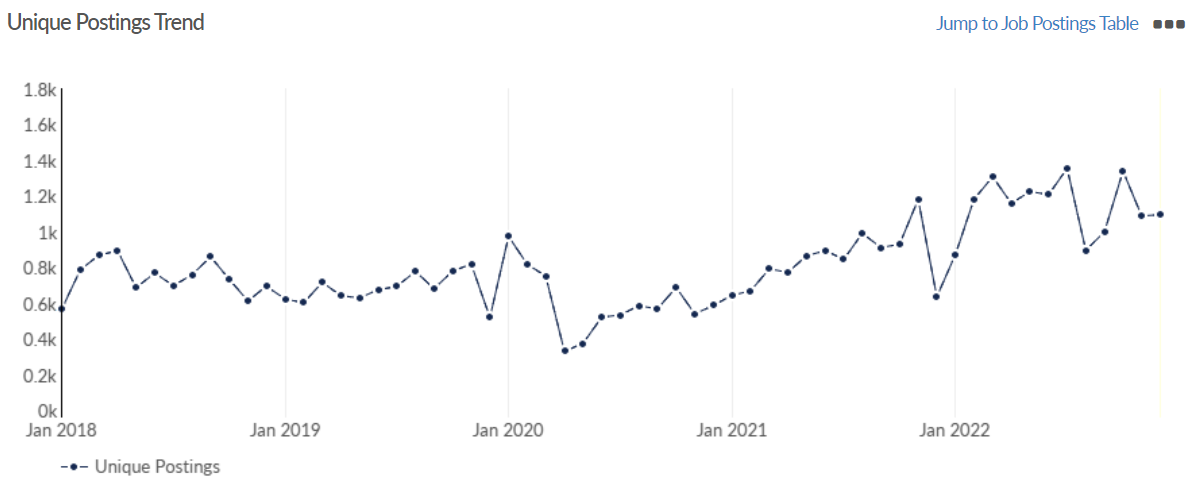 Unique Postings Trend
Jump to Job Postings Table
1.8k
1.6k
1.4k
1.2k
1k
0.8k
0.6k
0.4k
0.2k
0k
Jan 2018 Jan 2019 Jan 2020 Jan 2021 Jan 2022
Unique Postings